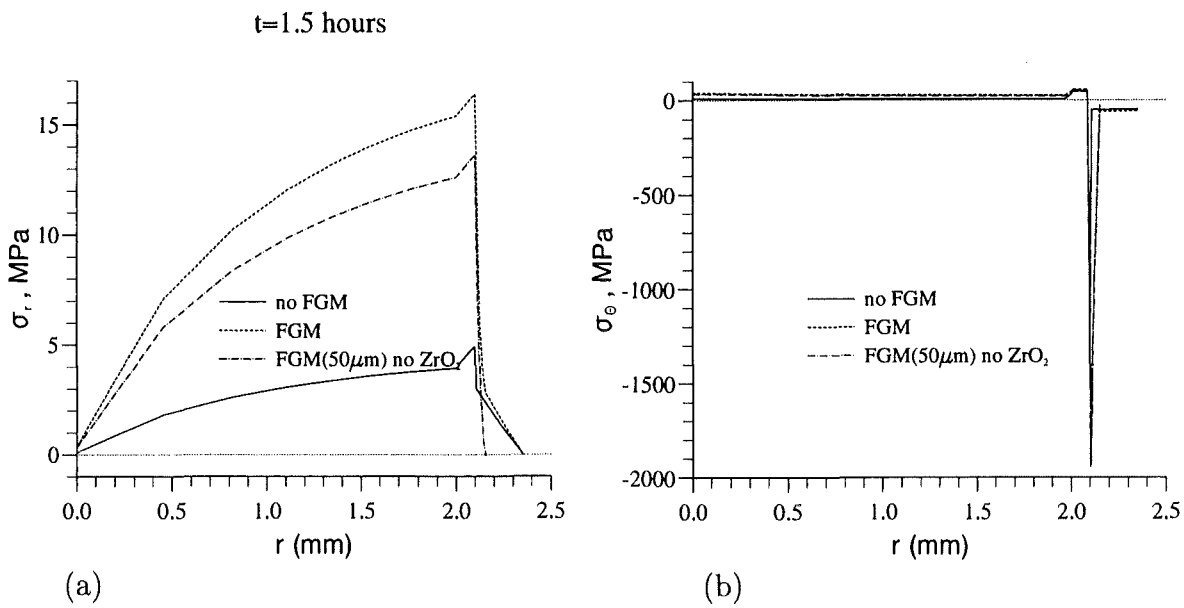 t=1.5 hours
σr, MPa
15
10
5
0
no FGM
FGM
FGM(50μm) no ZrO2
0.0 0.5 1.0 1.5 2.0 2.5
r (mm)
(a)
σΘ, MPa
0
-500
-1000
-1500
-2000
no FGM
FGM
FGM(50μm) no ZrO2
0.0 0.5 1.0 1.5 2.0 2.5
r (mm)
(b)